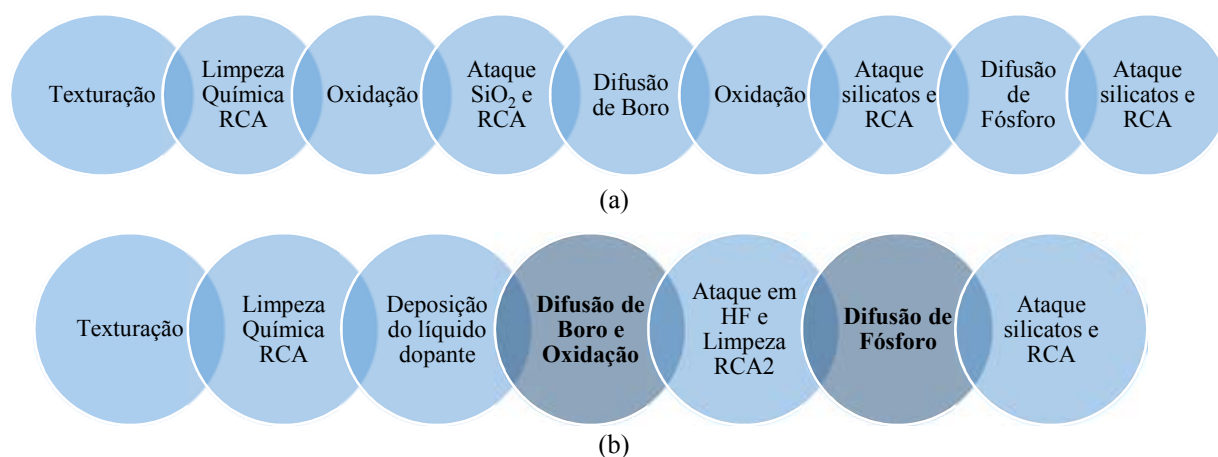 Texturação
Limpeza
Química
RCA
Oxidação
Ataque
SiO₂ e
RCA
Difusão
de Boro
Oxidação
Ataque
silicatos e
RCA
Difusão
de
Fósforo
Ataque
silicatos e
RCA
(a)
Texturação
Limpeza
Química
RCA
Deposição
do líquido
dopante
Difusão de
Boro e
Oxidação
Ataque em
HF e
Limpeza
RCA2
Difusão de
Fósforo
Ataque
silicatos e
RCA
(b)